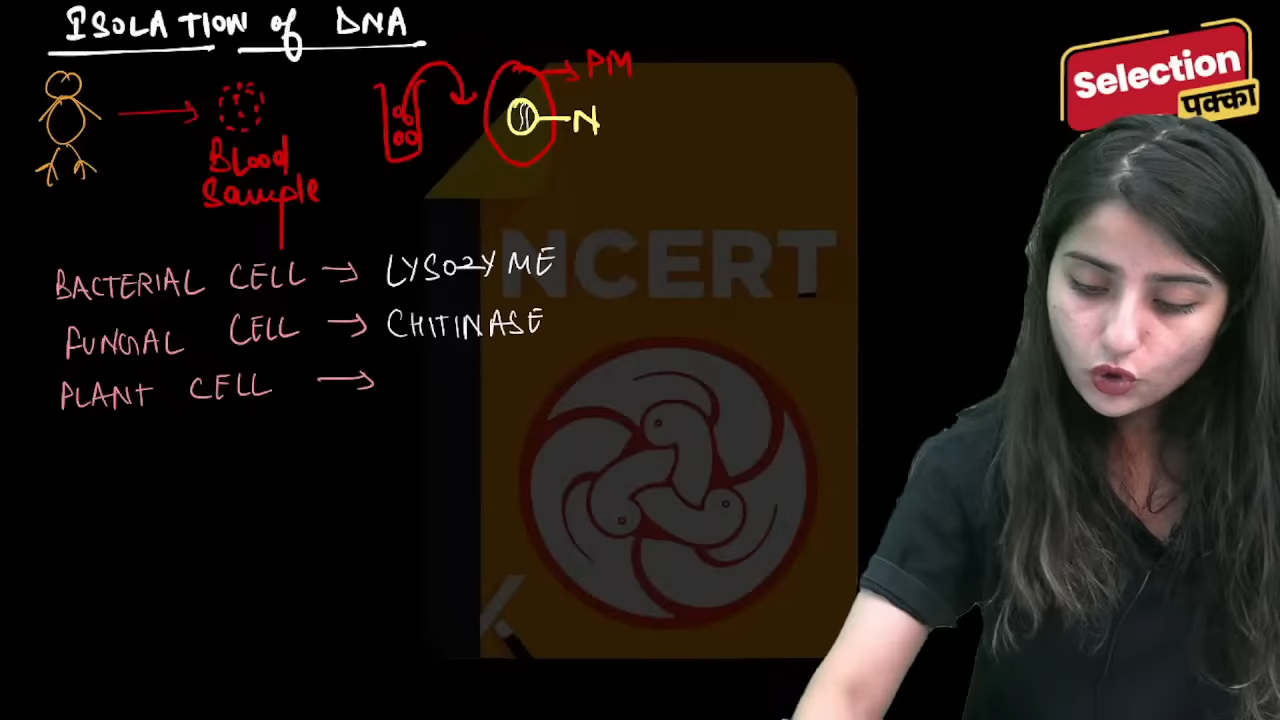 ISOLATION of DNA
Selection
पक्का
PM
N
Blood
Sample
NCERT
BACTERIAL CELL → LYSOZYME
FUNGAL CELL → CHITINASE
PLANT CELL →